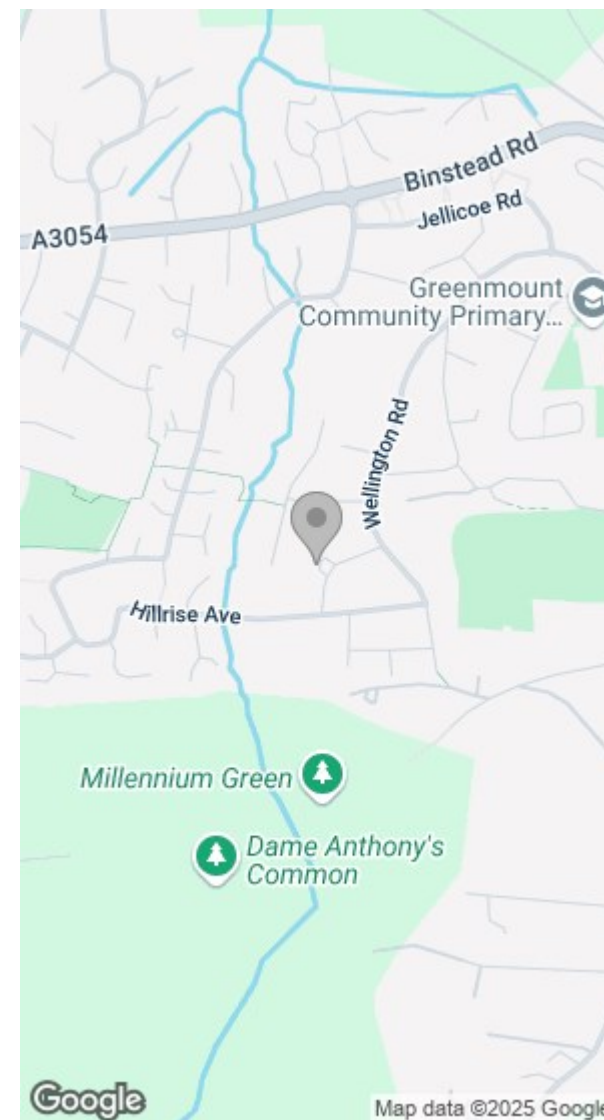 Binstead Rd
Jellicoe Rd
A3054
Greenmount
Community Primary...
Wellington Rd
Hillrise Ave
Millennium Green
Dame Anthony's
Common
Google
Map data ©2025 Google